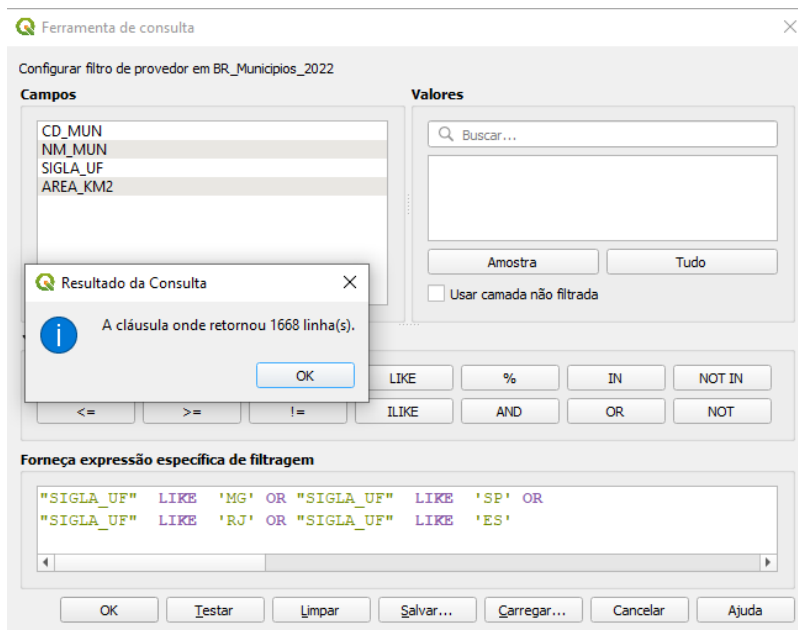 Ferramenta de consulta
Configurar filtro de provedor em BR_Municipios_2022
Campos
Valores
CD_MUN
NM_MUN
SIGLA_UF
AREA_KM2
Buscar...
Amostra
Tudo
Usar camada não filtrada
Resultado da Consulta
A cláusula onde retornou 1668 linha(s).
OK
LIKE
%
IN
NOT IN
<=
>=
!=
ILIKE
AND
OR
NOT
Forneça expressão específica de filtragem
"SIGLA_UF" LIKE 'MG' OR "SIGLA_UF" LIKE 'SP' OR
"SIGLA_UF" LIKE 'RJ' OR "SIGLA_UF" LIKE 'ES'
OK
Testar
Limpar
Salvar...
Carregar...
Cancelar
Ajuda